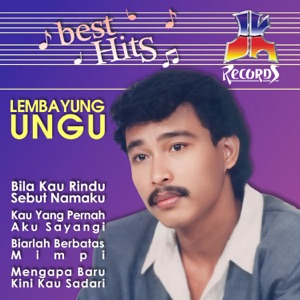 best
Hits
JK
RECORDS
LEMBAYUNG
UNGU
Bila Kau Rindu
Sebut Namaku
Kau Yang Pernah
Aku Sayangi
Biarlah Berbatas
Mimpi
Mengapa Baru
Kini Kau Sadari